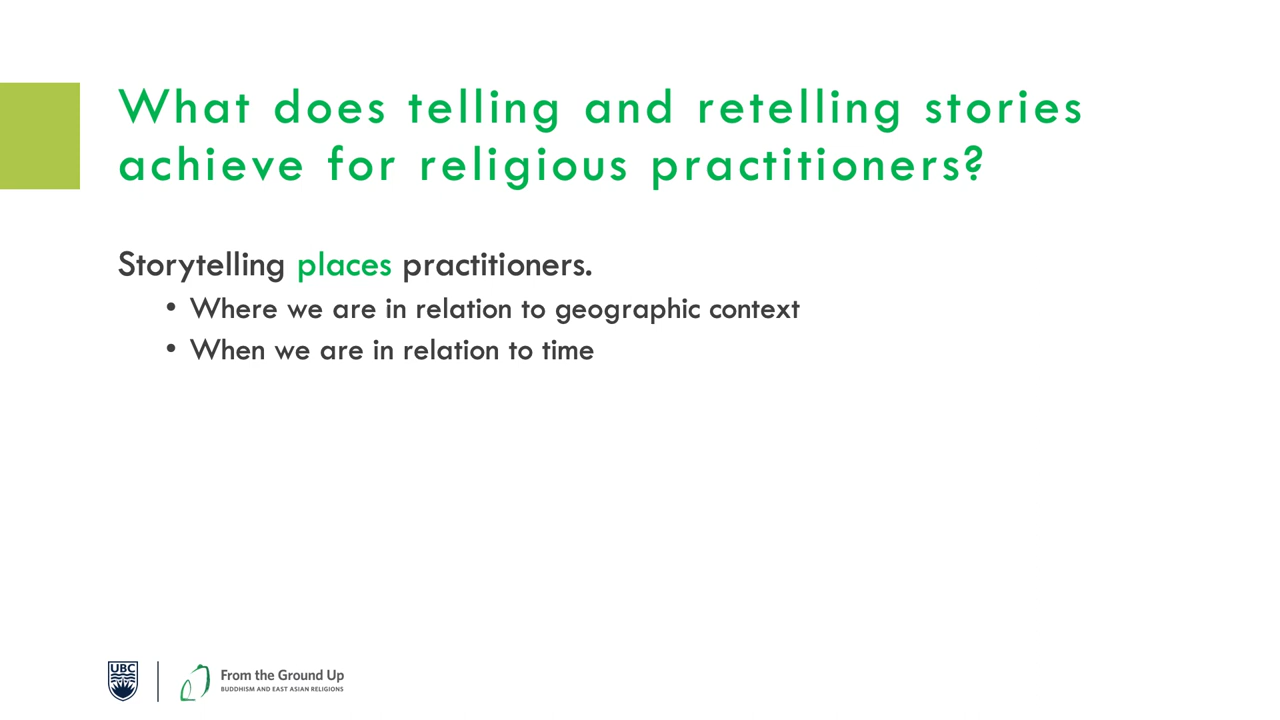 What does telling and retelling stories
achieve for religious practitioners?
Storytelling places practitioners.
• Where we are in relation to geographic context
• When we are in relation to time
UBC
From the Ground Up
BUDDHISM AND EAST ASIAN RELIGIONS